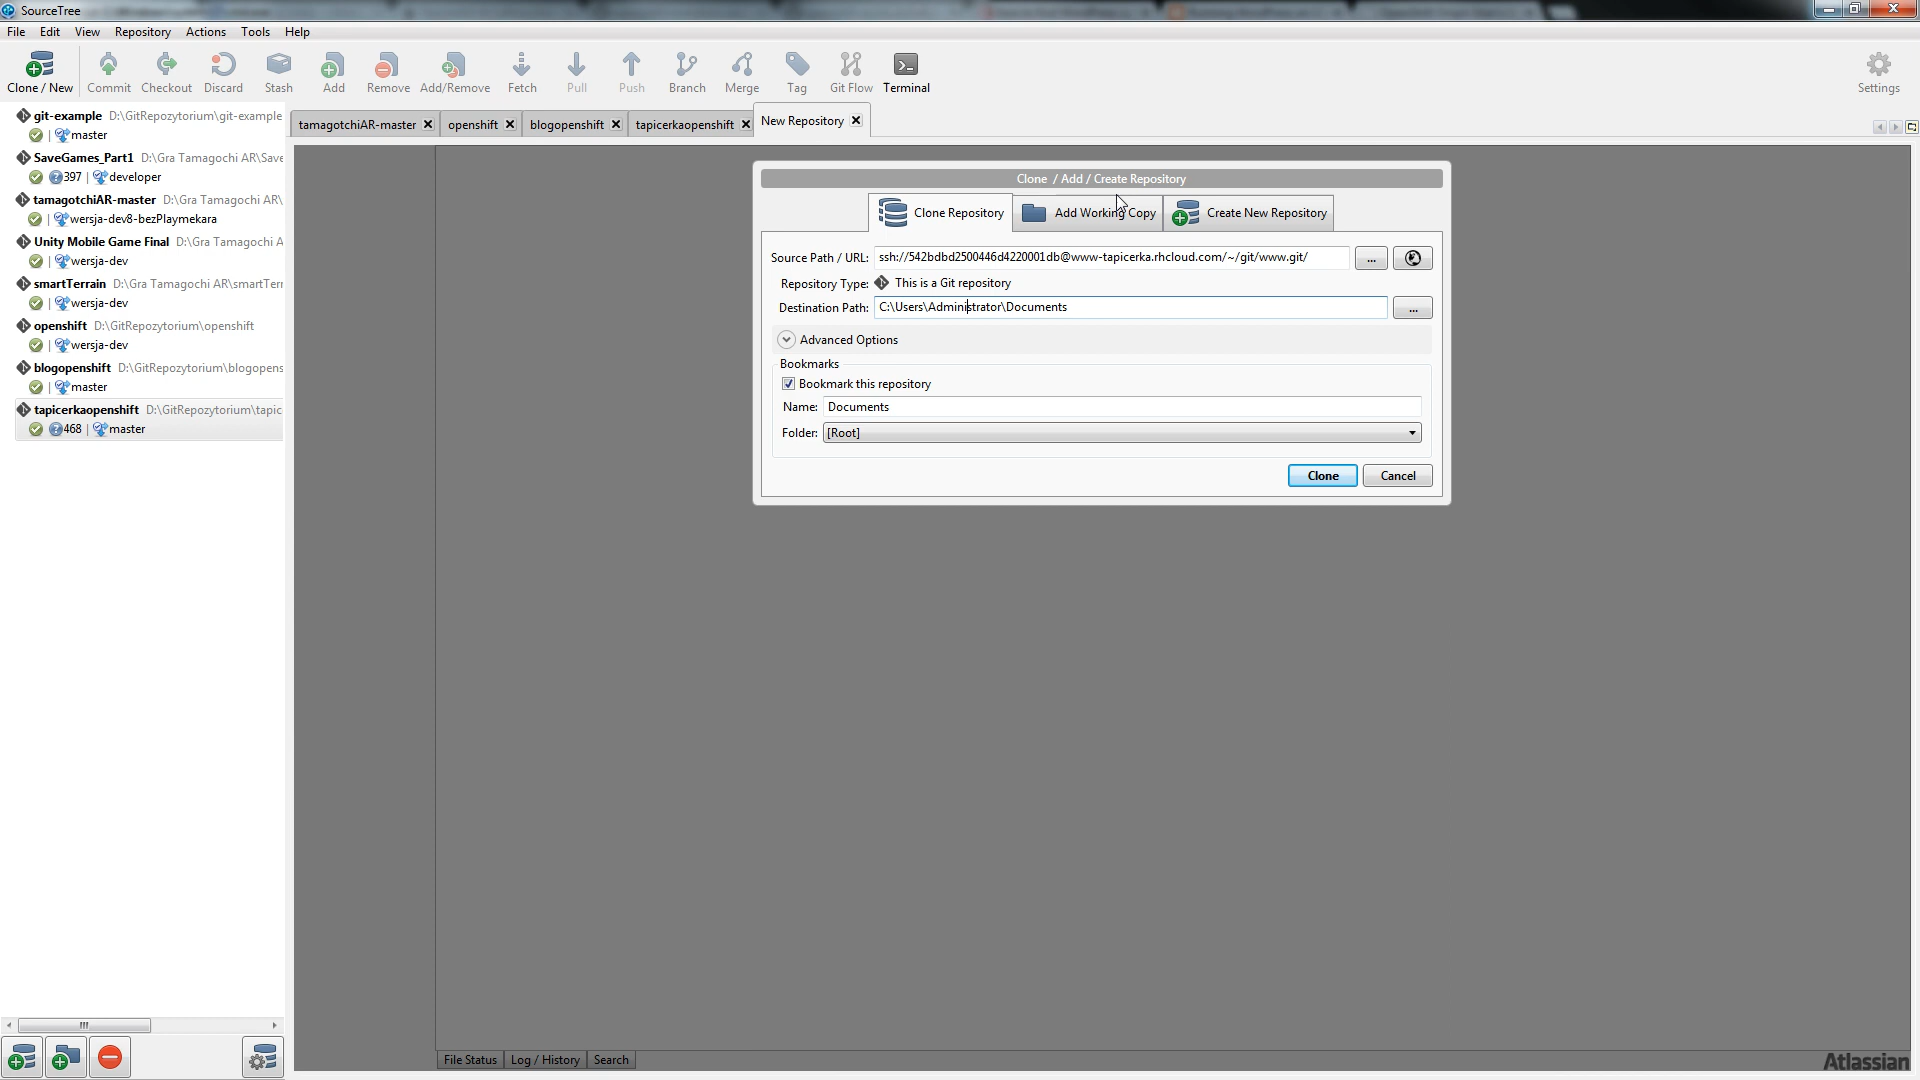 SourceTree
File Edit View Repository Actions Tools Help
Clone / New Commit Checkout Discard Stash Add Remove Add/Remove Fetch Pull Push Branch Merge Tag Git Flow Terminal Settings
git-example D:\GitRepozytorium\git-example
master
SaveGames_Part1 D:\Gra Tamagochi AR\Save
397 | developer
tamagotchiAR-master D:\Gra Tamagochi AR\
| wersja-dev8-bezPlaymekara
Unity Mobile Game Final D:\Gra Tamagochi A
| wersja-dev
smartTerrain D:\Gra Tamagochi AR\smartTerr
| wersja-dev
openshift D:\GitRepozytorium\openshift
| wersja-dev
blogopenshift D:\GitRepozytorium\blogopens
| master
tapicerkaopenshift D:\GitRepozytorium\tapic
468 | master
tamagotchiAR-master openshift blogopenshift tapicerkaopenshift New Repository
Clone / Add / Create Repository
Clone Repository Add Working Copy Create New Repository
Source Path / URL: ssh://542bdbd2500446d4220001db@www-tapicerka.rhcloud.com/~/git/www.git/ ...
Repository Type: This is a Git repository
Destination Path: C:\Users\Administrator\Documents ...
Advanced Options
Bookmarks
Bookmark this repository
Name: Documents
Folder: [Root]
Clone Cancel
File Status Log / History Search
Atlassian